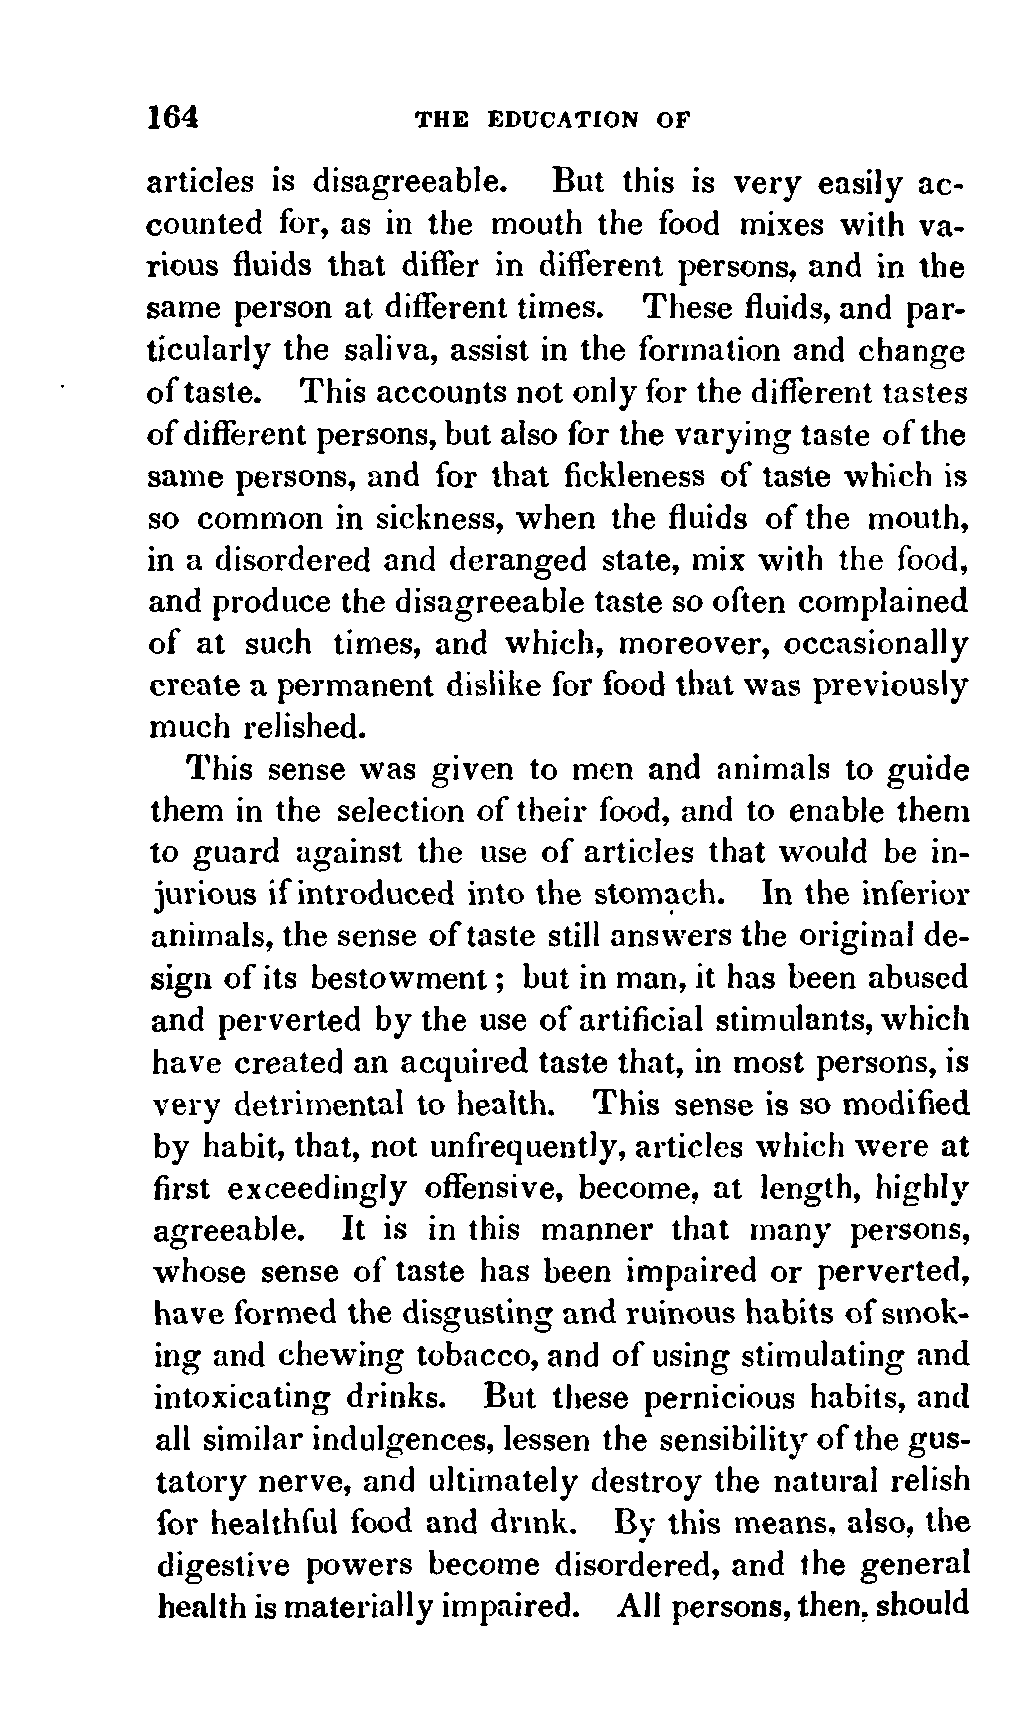 164 THE EDUCATION OF
articles is disagreeable. But this is very easily ac-
counted for, as in the mouth the food mixes with va-
rious fluids that differ in different persons, and in the
same person at different times. These fluids, and par-
ticularly the saliva, assist in the formation and change
of taste. This accounts not only for the different tastes
of different persons, but also for the varying taste of the
same persons, and for that fickleness of taste which is
so common in sickness, when the fluids of the mouth,
in a disordered and deranged state, mix with the food,
and produce the disagreeable taste so often complained
of at such times, and which, moreover, occasionally
create a permanent dislike for food that was previously
much relished.
This sense was given to men and animals to guide
them in the selection of their food, and to enable them
to guard against the use of articles that would be in-
jurious if introduced into the stomach. In the inferior
animals, the sense of taste still answers the original de-
sign of its bestowment ; but in man, it has been abused
and perverted by the use of artificial stimulants, which
have created an acquired taste that, in most persons, is
very detrimental to health. This sense is so modified
by habit, that, not unfrequently, articles which were at
first exceedingly offensive, become, at length, highly
agreeable. It is in this manner that many persons,
whose sense of taste has been impaired or perverted,
have formed the disgusting and ruinous habits of smok-
ing and chewing tobacco, and of using stimulating and
intoxicating drinks. But these pernicious habits, and
all similar indulgences, lessen the sensibility of the gus-
tatory nerve, and ultimately destroy the natural relish
for healthful food and drink. By this means, also, the
digestive powers become disordered, and the general
health is materially impaired. All persons, then, should